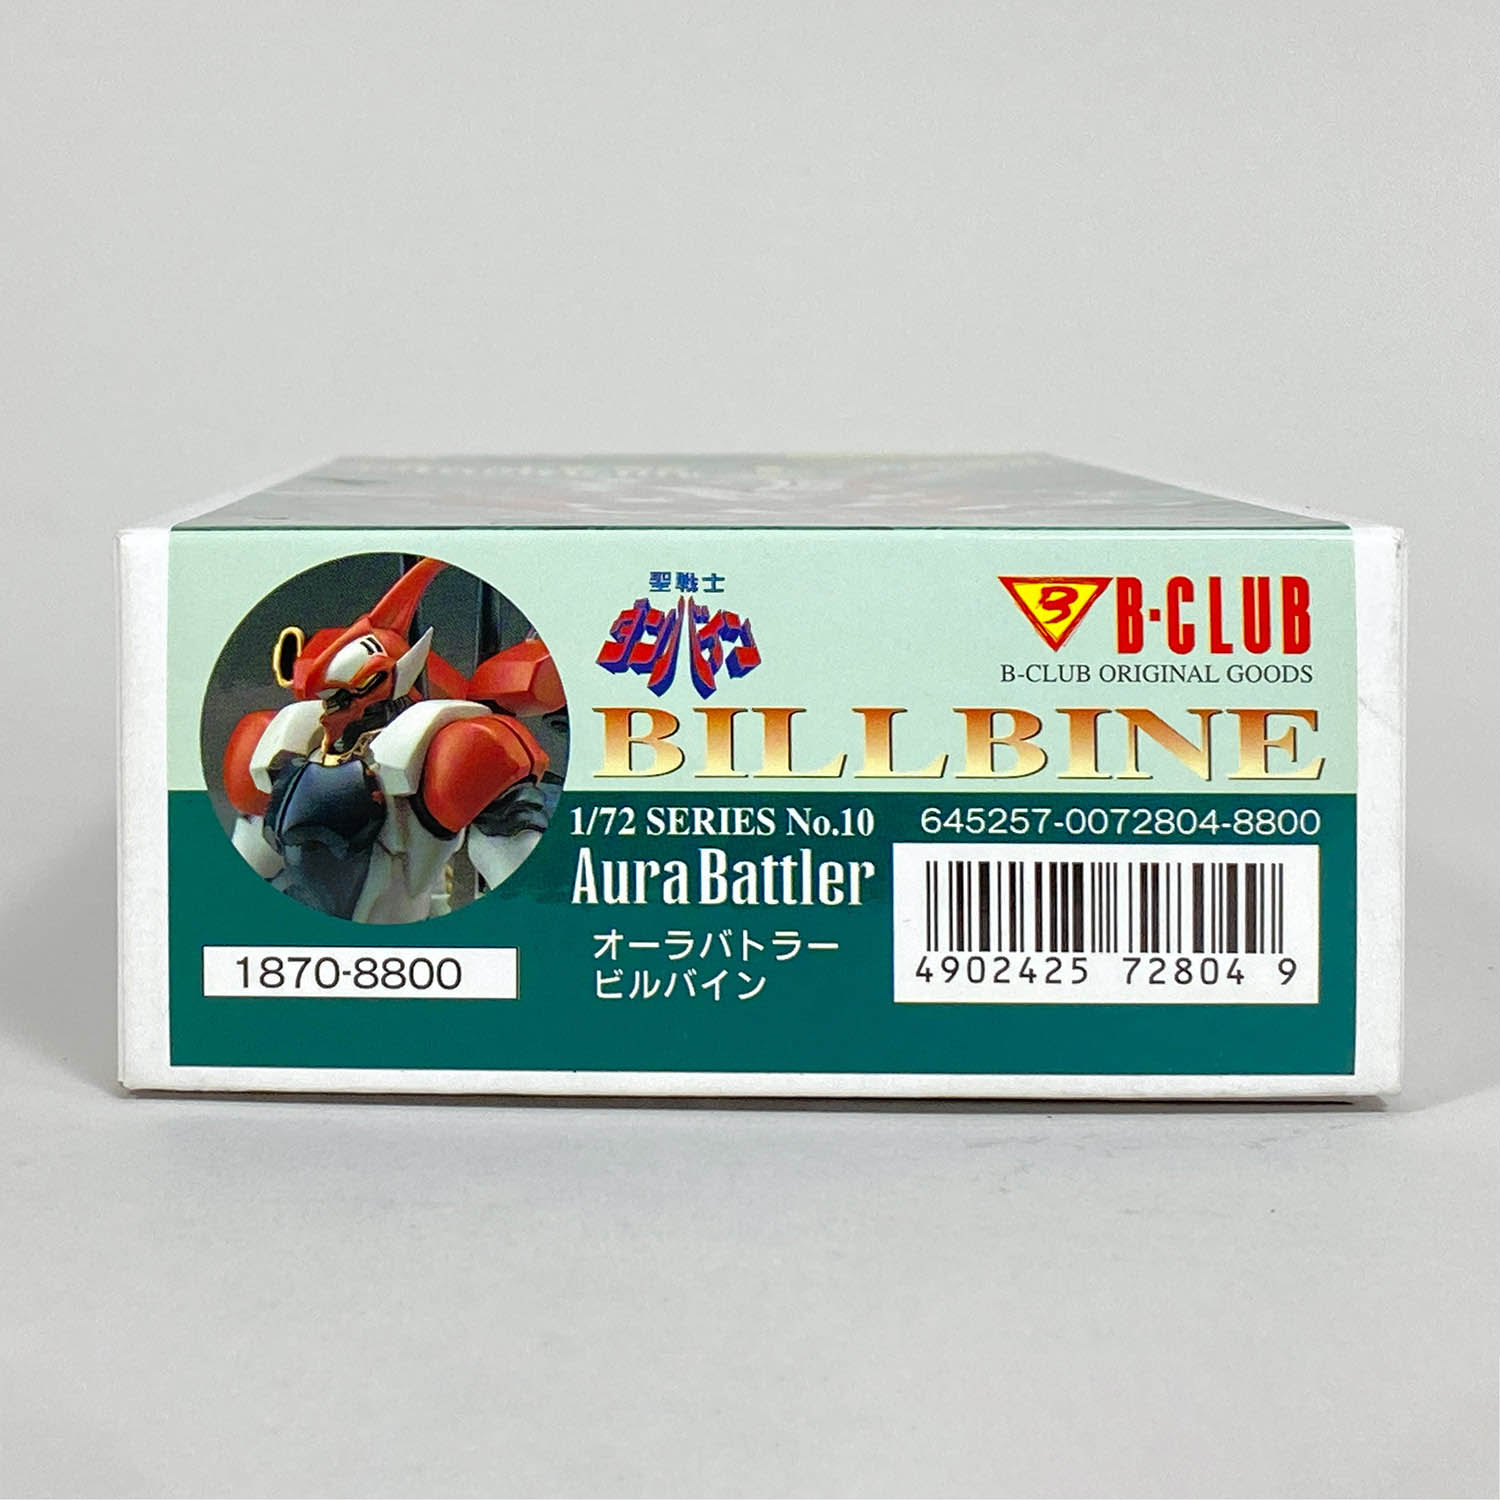 聖戦士
ダンバイン
B-CLUB
B-CLUB ORIGINAL GOODS
BILLBINE
1/72 SERIES No.10
645257-0072804-8800
Aura Battler
オーラバトラー
ビルバイン
1870-8800
4902425 72804 9